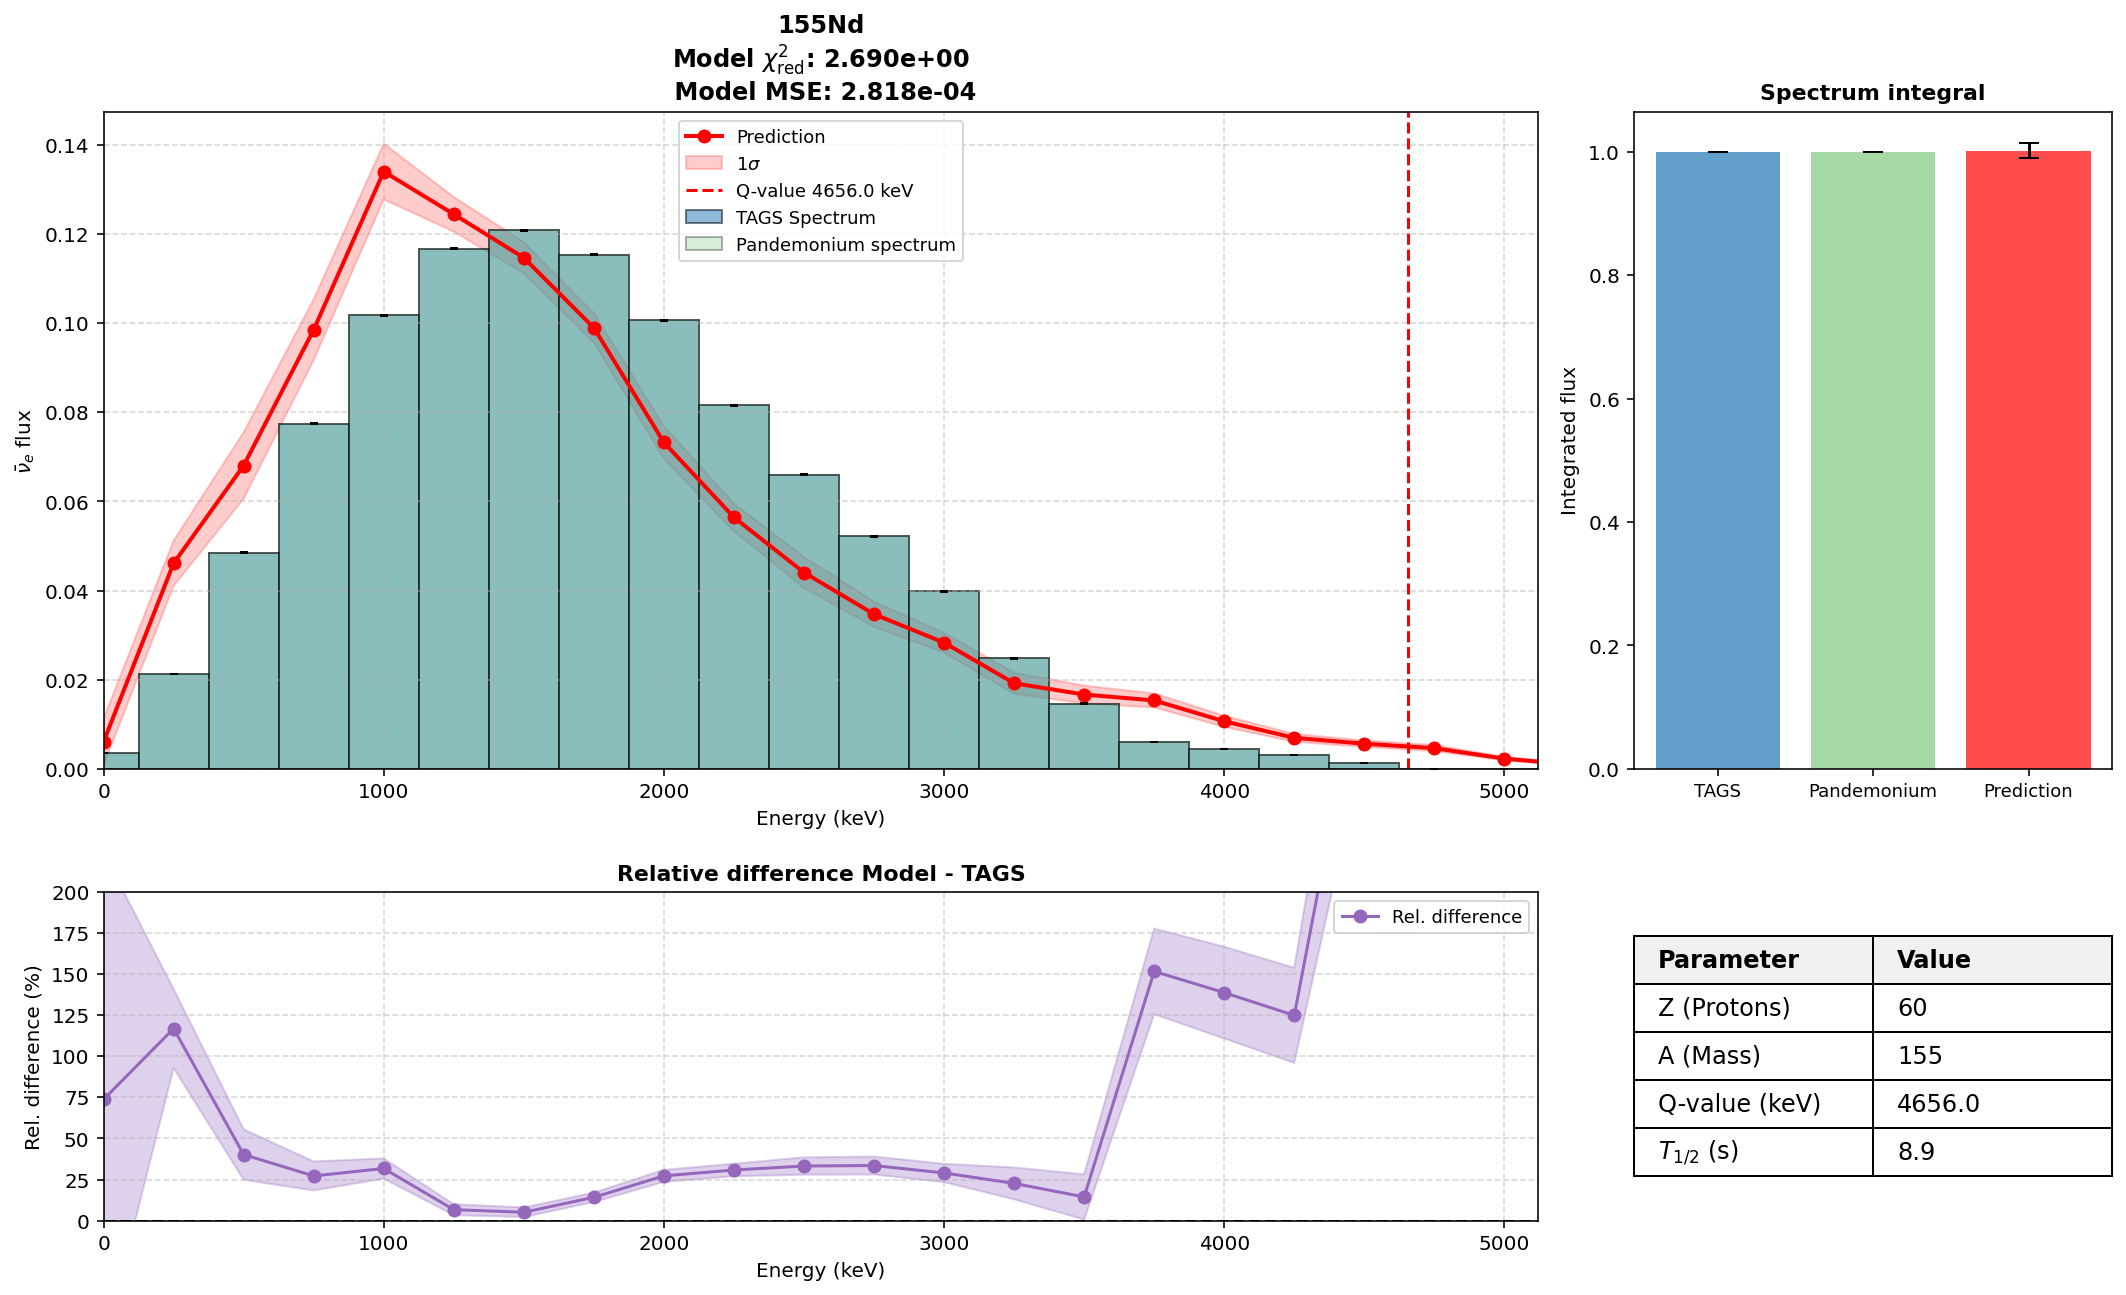 155Nd
Model χ²_red: 2.690e+00
Model MSE: 2.818e-04
0.14
0.12
0.10
0.08
0.06
0.04
0.02
0.00
ν̄ₑ flux
Prediction
1σ
Q-value 4656.0 keV
TAGS Spectrum
Pandemonium spectrum
0 1000 2000 3000 4000 5000
Energy (keV)
Spectrum integral
1.0
0.8
0.6
0.4
0.2
0.0
Integrated flux
TAGS Pandemonium Prediction
Relative difference Model - TAGS
200
175
150
125
100
75
50
25
0
Rel. difference (%)
Rel. difference
0 1000 2000 3000 4000 5000
Energy (keV)
Parameter Value
Z (Protons) 60
A (Mass) 155
Q-value (keV) 4656.0
T₁/₂ (s) 8.9